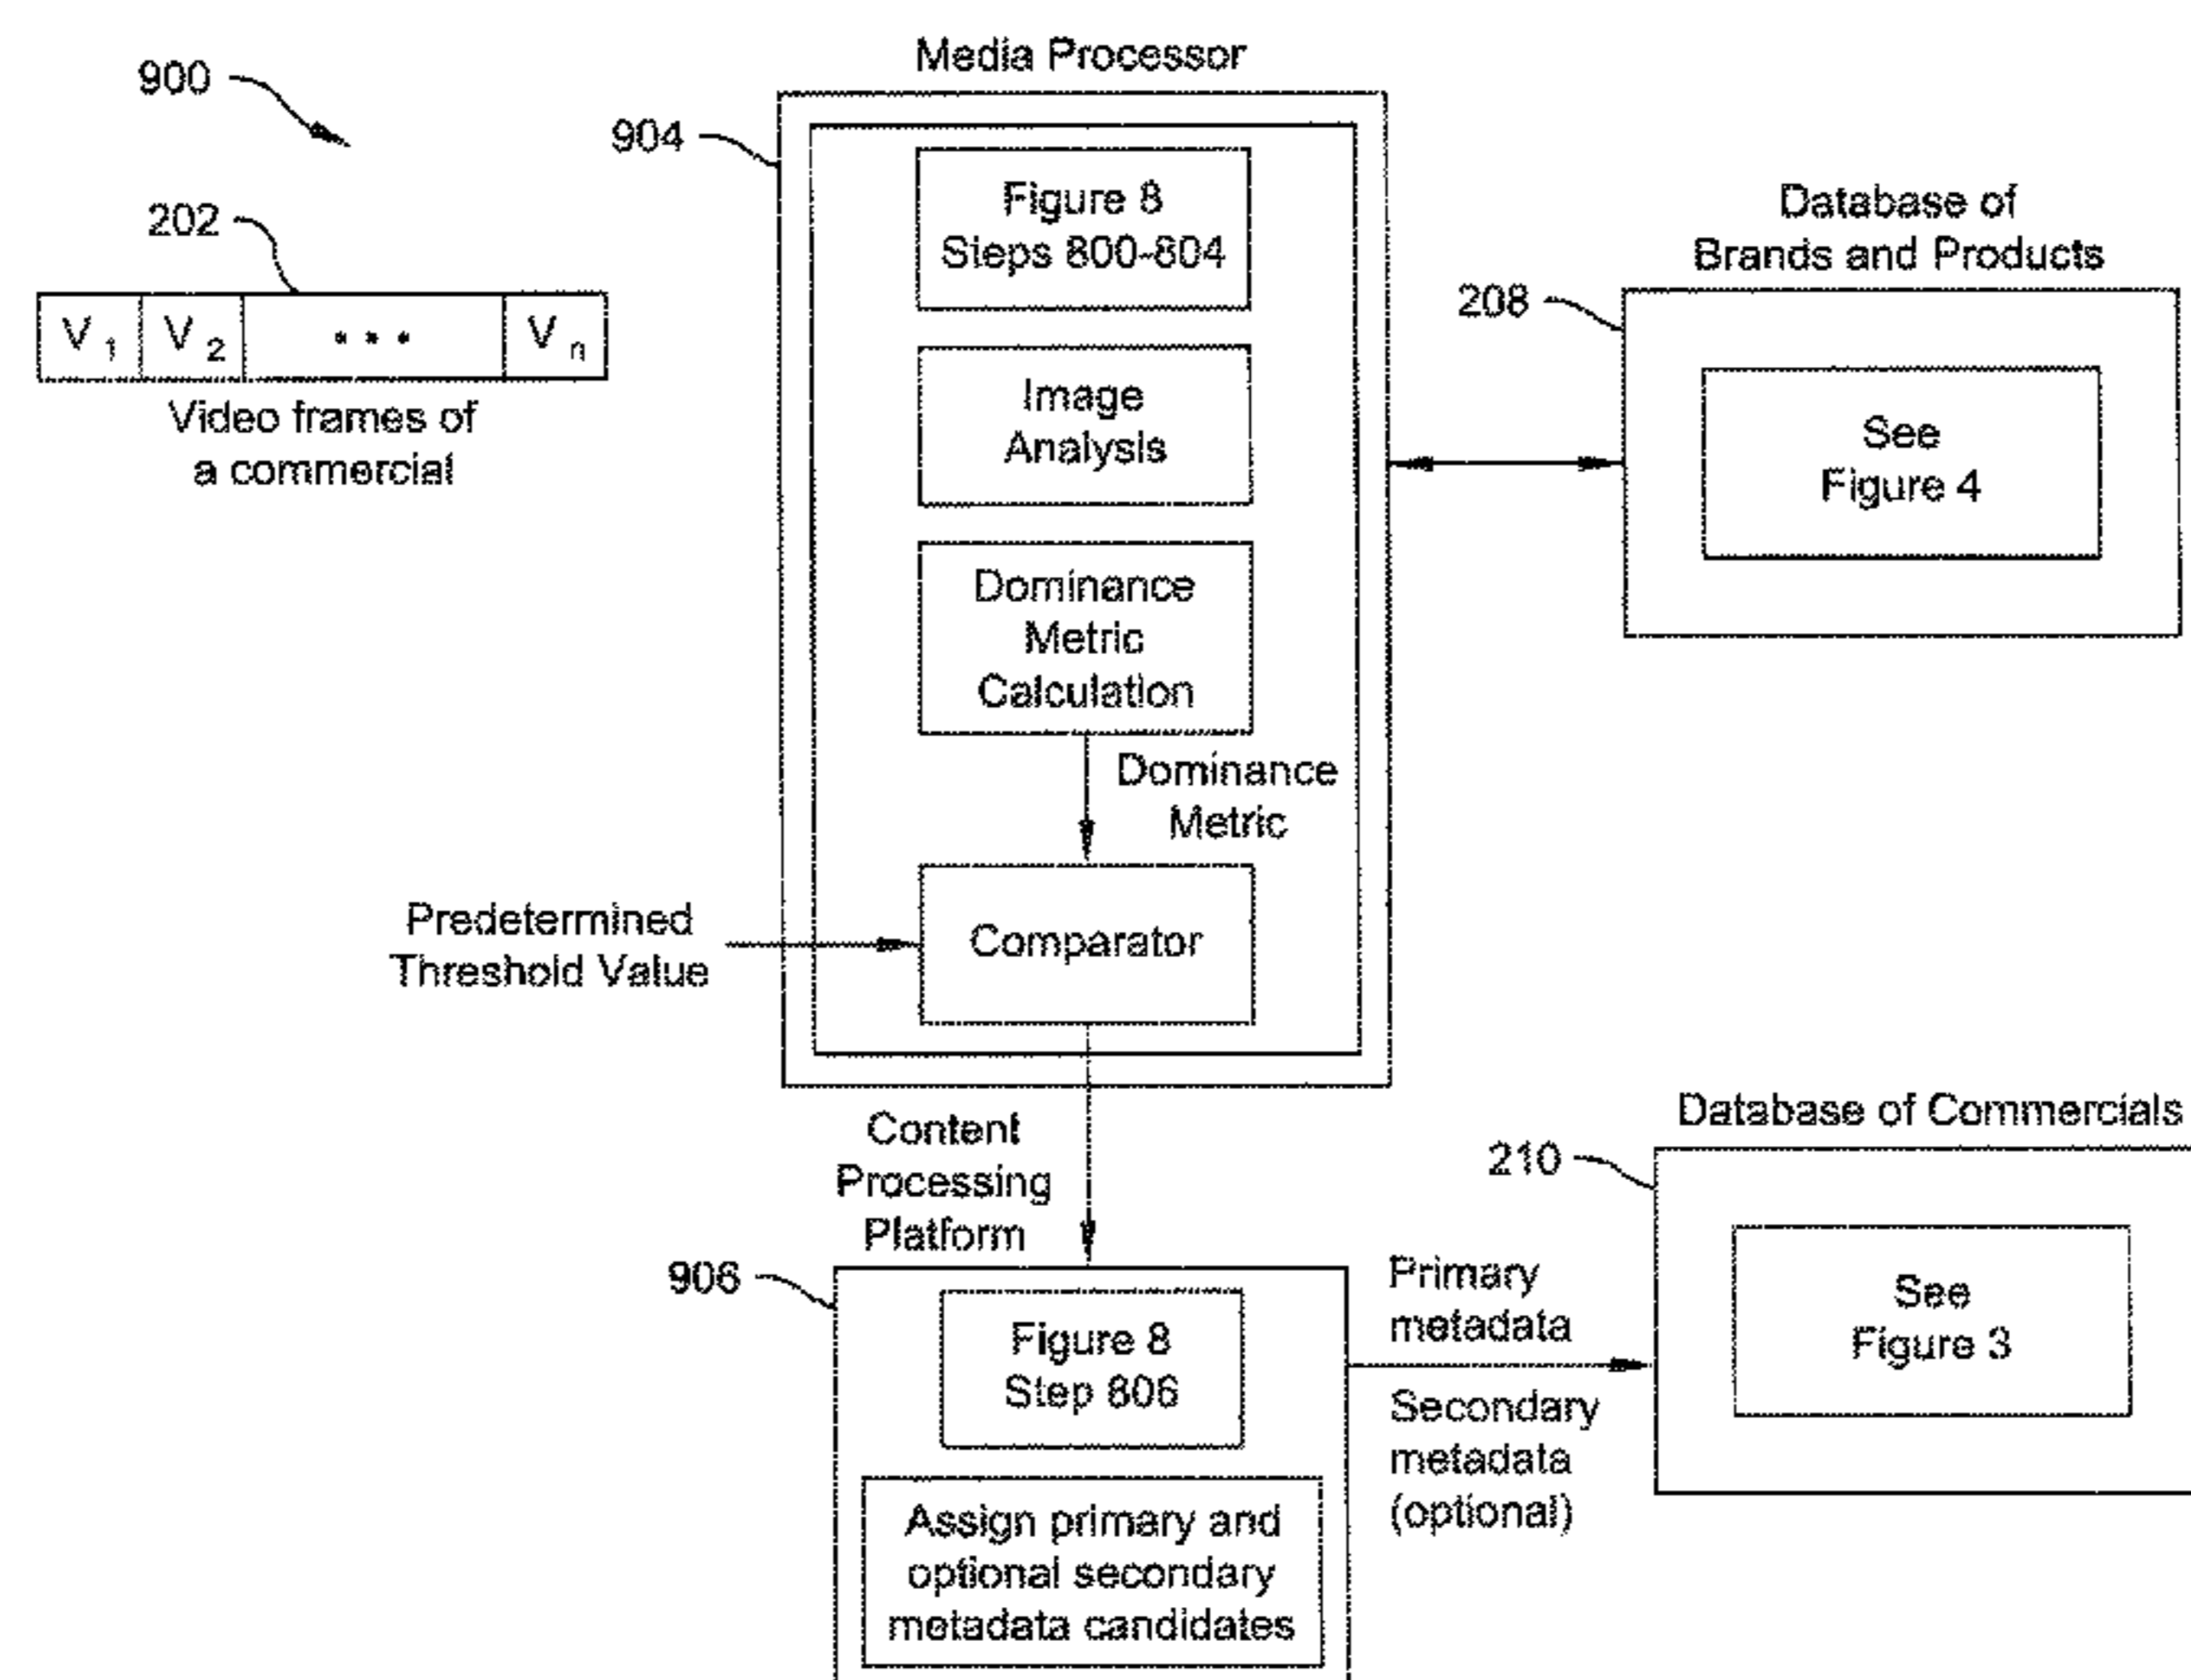 900
202
V 1 V 2 • • • V n
Video frames of
a commercial
Media Processor
904
Figure 8
Steps 800-804
Image
Analysis
Dominance
Metric
Calculation
Dominance
Metric
Predetermined
Threshold Value
Comparator
Database of
Brands and Products
208
See
Figure 4
Content
Processing
Platform
906
Figure 8
Step 806
Assign primary and
optional secondary
metadata candidates
Primary
metadata
Secondary
metadata
(optional)
Database of Commercials
210
See
Figure 3